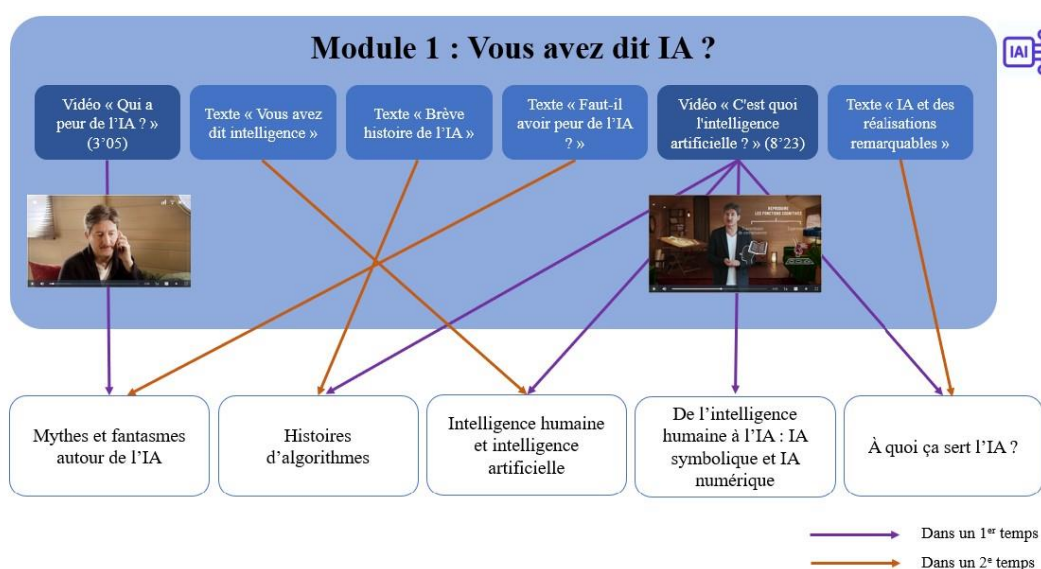 Module 1 : Vous avez dit IA ?
IAI
Vidéo « Qui a
peur de l’IA ? »
(3’05)
Texte « Vous avez
dit intelligence »
Texte « Brève
histoire de l’IA »
Texte « Faut-il
avoir peur de l’IA
? »
Vidéo « C'est quoi
l'intelligence
artificielle ? » (8’23)
Texte « IA et des
réalisations
remarquables »
REPRODUIRE
LES FONCTIONS COGNITIVES
Mythes et fantasmes
autour de l’IA
Histoires
d’algorithmes
Intelligence humaine
et intelligence
artificielle
De l’intelligence
humaine à l’IA : IA
symbolique et IA
numérique
À quoi ça sert l’IA ?
Dans un 1er temps
Dans un 2e temps